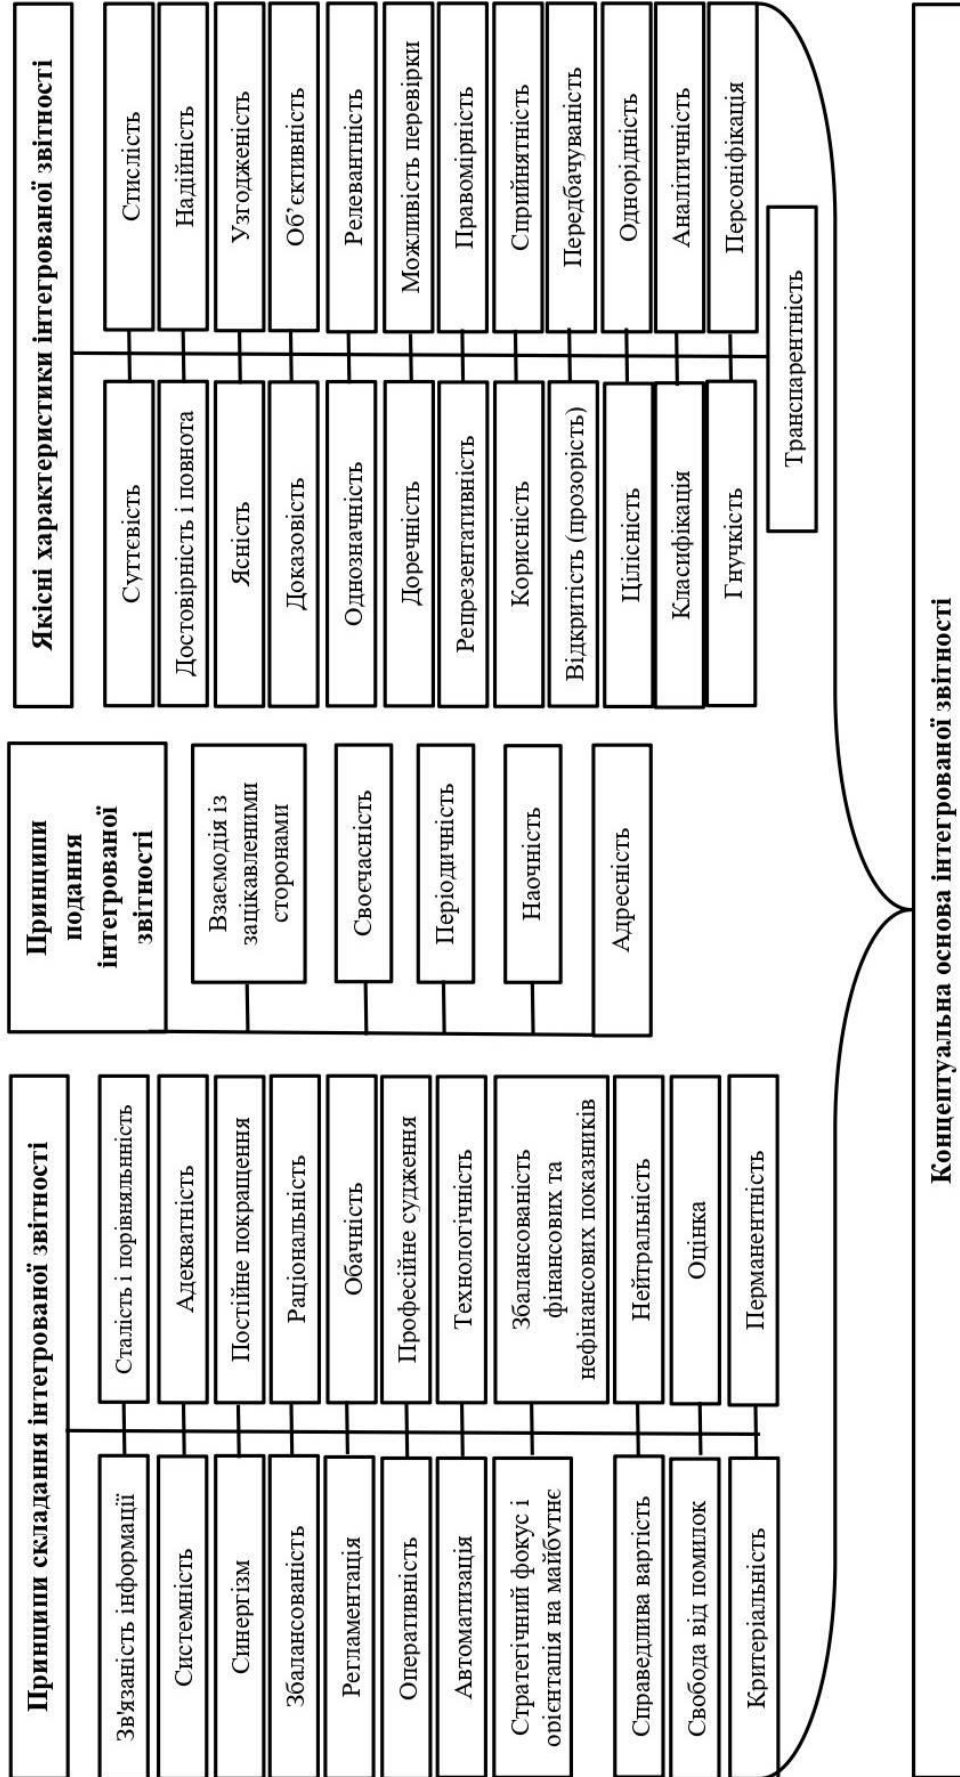 Принципи складання інтегрованої звітності
Зв'язаність інформації
Сталість і порівняльнність
Системність
Адекватність
Синергізм
Постійне покращення
Збалансованість
Раціональність
Регламентація
Обачність
Оперативність
Професійне судження
Автоматизація
Технологічність
Стратегічний фокус і
орієнтація на майбутнє
Збалансованість
фінансових та
нефінансових показників
Справедлива вартість
Нейтральність
Свобода від помилок
Оцінка
Критеріальність
Перманентність
Принципи
подання
інтегрованої
звітності
Взаємодія із
зацікавленими
сторонами
Своєчасність
Періодичність
Наочність
Адресність
Якісні характеристики інтегрованої звітності
Суттєвість
Стислість
Достовірність і повнота
Надійність
Ясність
Узгодженість
Доказовість
Об’єктивність
Однозначність
Релевантність
Доречність
Можливість перевірки
Репрезентативність
Правомірність
Корисність
Сприйнятність
Відкритість (прозорість)
Передбачуваність
Цілісність
Однорідність
Класифікація
Аналітичність
Гнучкість
Персоніфікація
Транспарентність
Концептуальна основа інтегрованої звітності